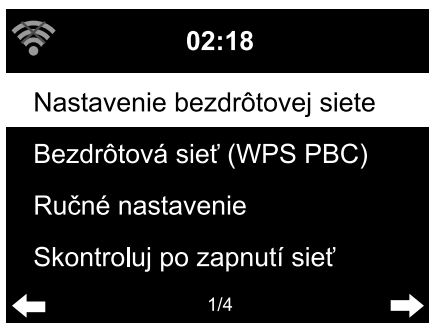 02:18
Nastavenie bezdrôtovej siete
Bezdrôtová sieť (WPS PBC)
Ručné nastavenie
Skontroluj po zapnutí sieť
1/4